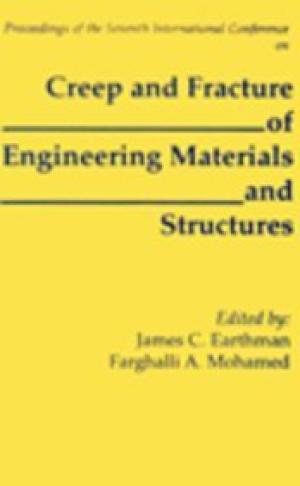 Proceedings of the Seventh International Conference
on
Creep and Fracture
of
Engineering Materials
and
Structures
Edited by:
James C. Earthman
Farghalli A. Mohamed